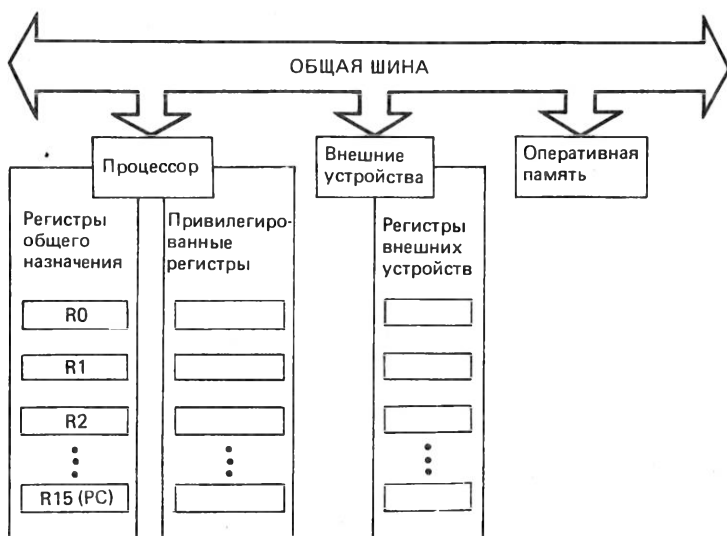 ОБЩАЯ ШИНА
Процессор
Внешние
устройства
Оперативная
память
Регистры
общего
назначения
Привилегиро-
ванные
регистры
Регистры
внешних
устройств
R0
R1
R2
R15 (PC)